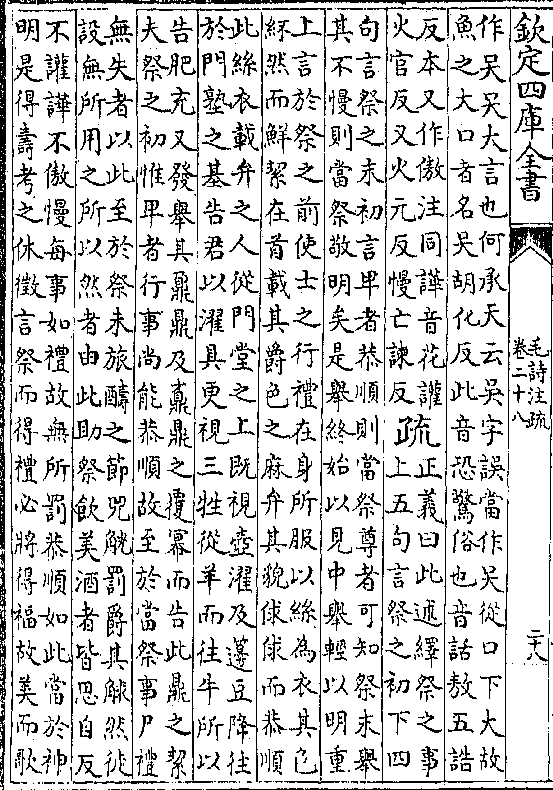 欽定四庫全書
毛詩注疏
卷二十八
二十八
作吳吳大言也何承天云吳字誤當作吳從口下大故
魚之大口者名吳胡化反此音恐驚俗也音話敖五誥
反本又作傲注同譁音花讙
火官反又火元反慢亡諫反
疏
正義曰此述繹祭之事
上五句言祭之初下四
句言祭之末初言卑者恭順則當祭尊者可知祭末舉
其不慢則當祭敬明矣是舉終始以見中舉輕以明重
上言於祭之前使士之行禮在身所服以絲為衣其色
紑然而鮮絜在首載其爵色之麻弁其貌俅俅而恭順
此絲衣載弁之人從門堂之上既視壺濯及籩豆降往
於門塾之基告君以濯具更視三牲從羊而往牛所以
告肥充又發舉其鼐鼎及鼒鼎之覆冪而告此鼎之絜
夫祭之初惟卑者行事尚能恭順故至於當祭事尸禮
無失者以此至於祭末旅醻之節兕觥罰爵其觩然徒
設無所用之所以然者由此助祭飲美酒者皆思自反
不讙譁不傲慢每事如禮故無所罰恭順如此當於神
明是得壽考之休徵言祭而得禮必將得福故美而歌